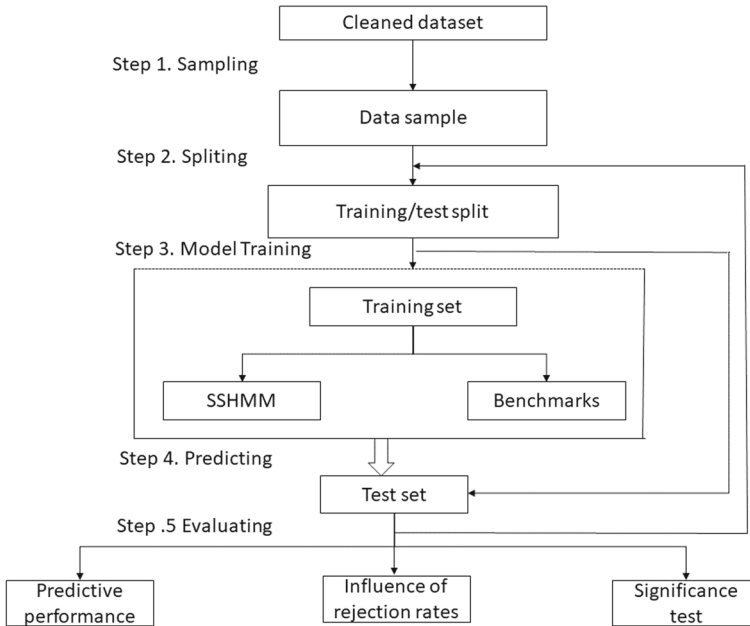 Cleaned dataset
Step 1. Sampling
Data sample
Step 2. Spliting
Training/test split
Step 3. Model Training
Training set
SSHMM
Benchmarks
Step 4. Predicting
Test set
Step .5 Evaluating
Predictive
performance
Influence of
rejection rates
Significance
test